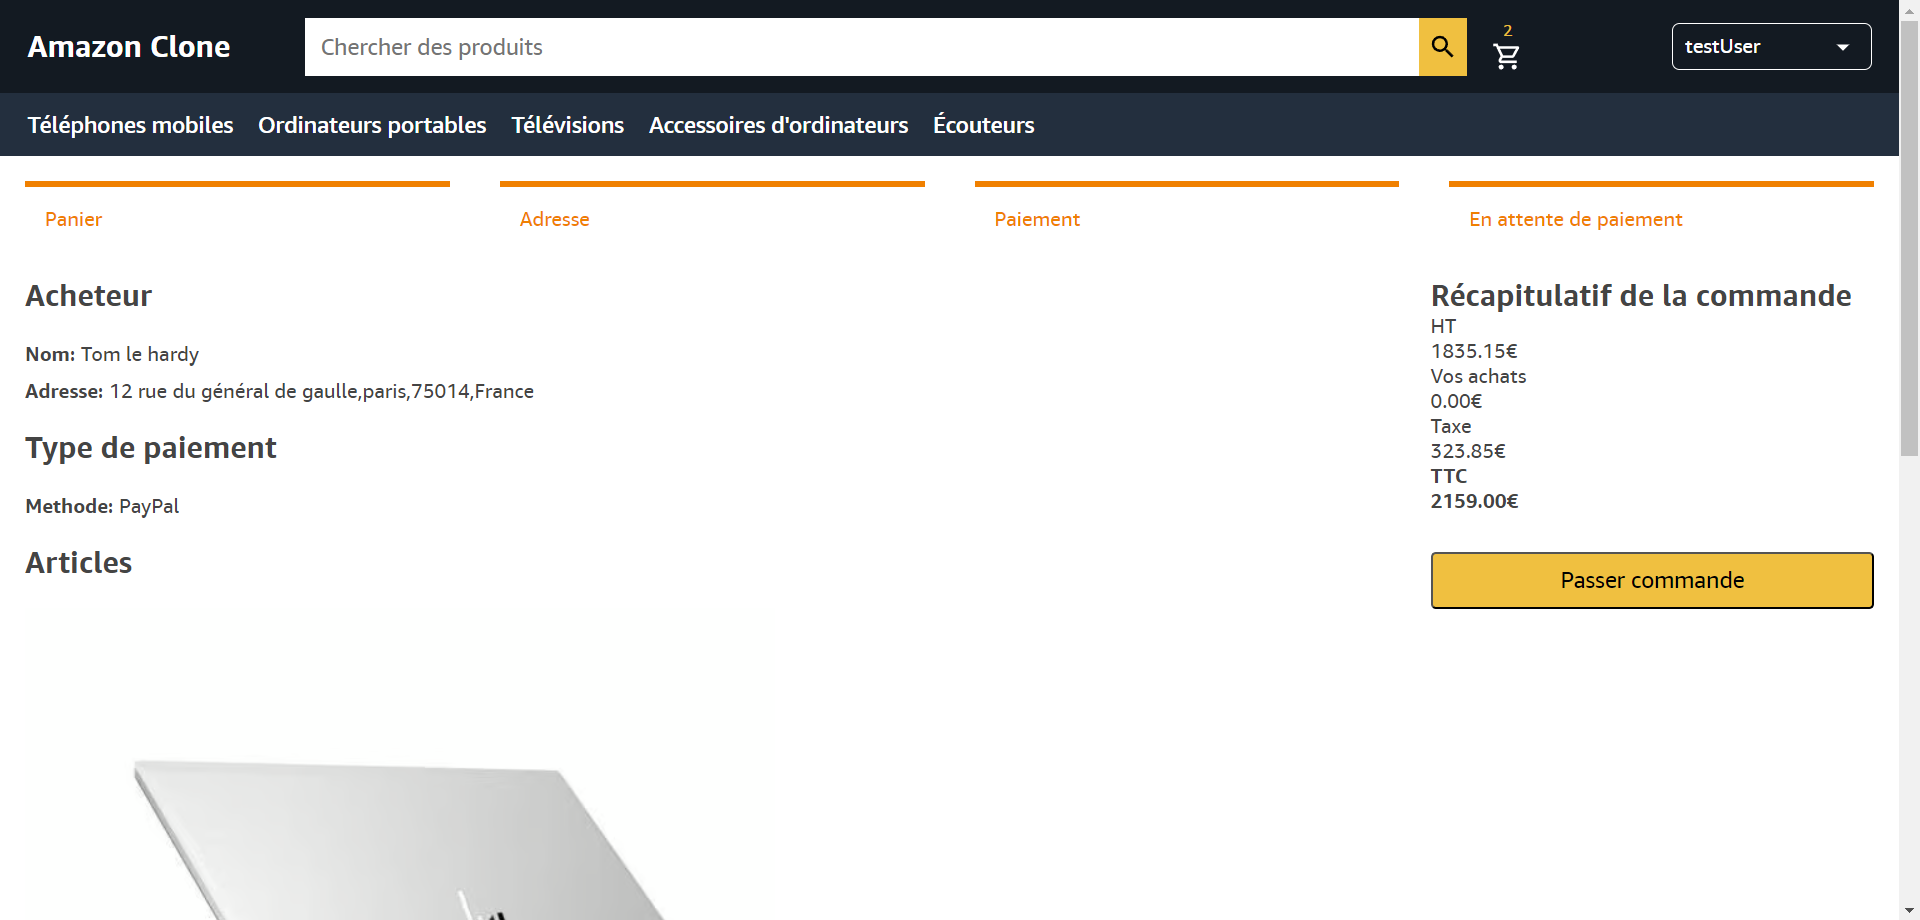 Amazon Clone
Chercher des produits
2
testUser
Téléphones mobiles Ordinateurs portables Télévisions Accessoires d'ordinateurs Écouteurs
Panier Adresse Paiement En attente de paiement
Acheteur
Nom: Tom le hardy
Adresse: 12 rue du général de gaulle,paris,75014,France
Type de paiement
Methode: PayPal
Articles
Récapitulatif de la commande
HT
1835.15€
Vos achats
0.00€
Taxe
323.85€
TTC
2159.00€
Passer commande